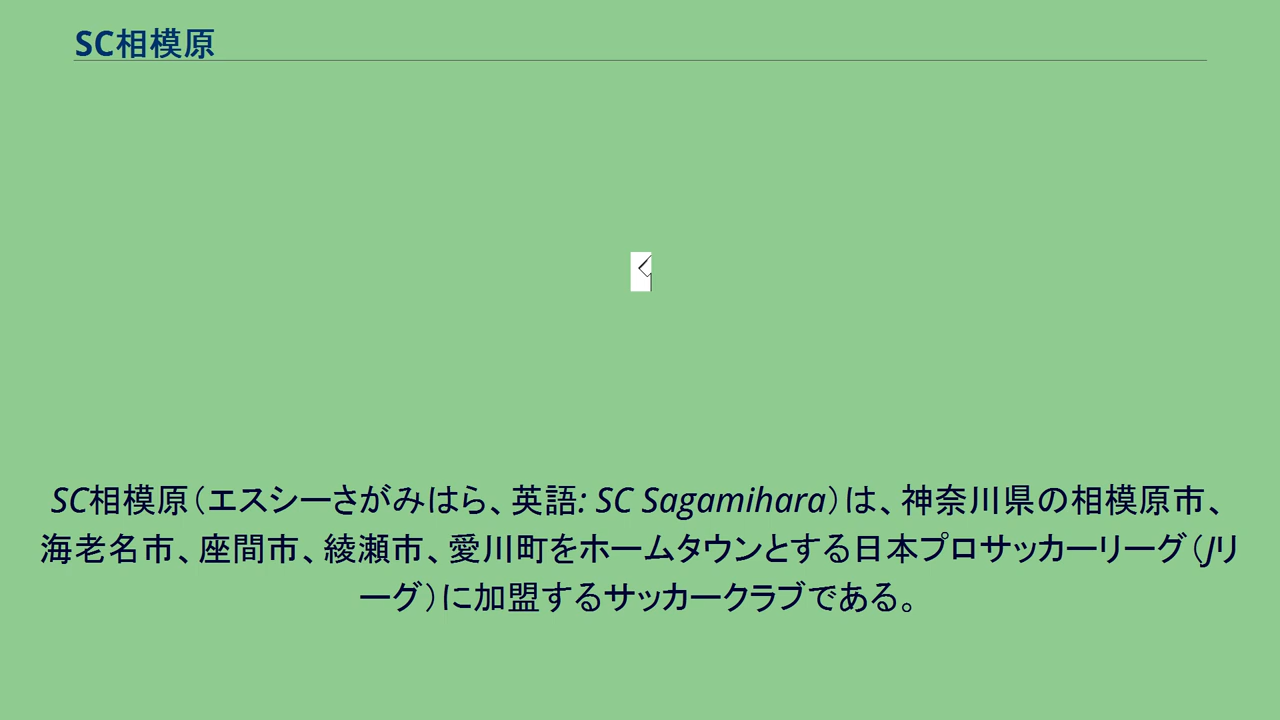 SC相模原
SC相模原（エスシーさがみはら、英語: SC Sagamihara）は、神奈川県の相模原市、
海老名市、座間市、綾瀬市、愛川町をホームタウンとする日本プロサッカーリーグ（Jリ
ーグ）に加盟するサッカークラブである。